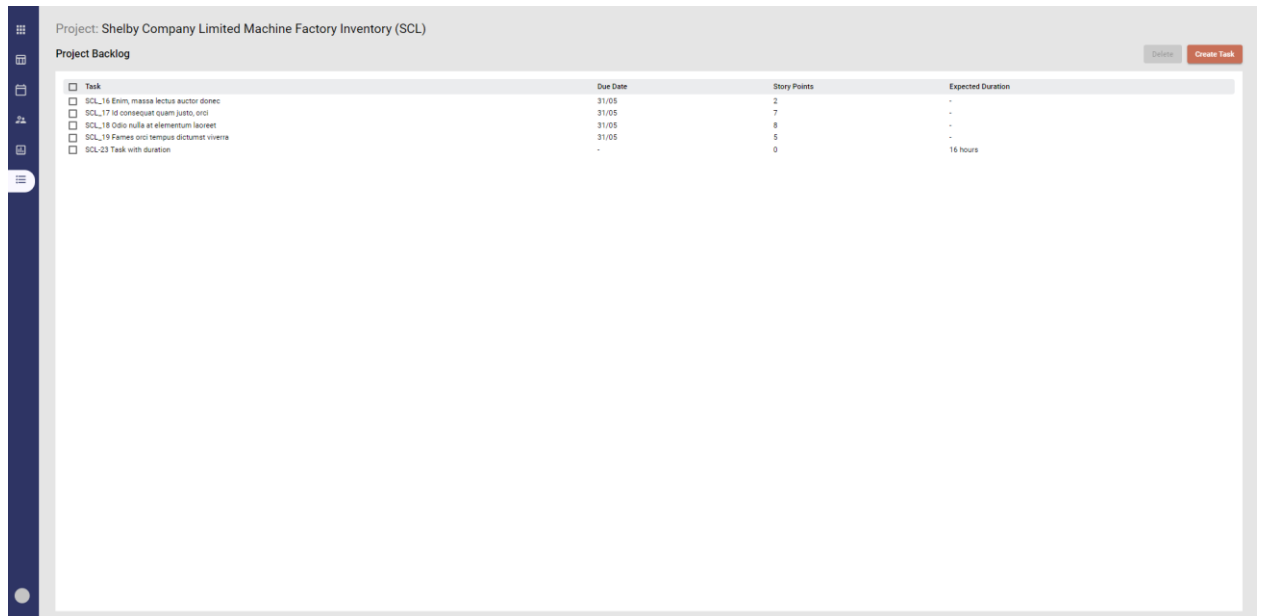 Project: Shelby Company Limited Machine Factory Inventory (SCL)
Project Backlog
Delete
Create Task
Task Due Date Story Points Expected Duration
SCL_16 Enim, massa lectus auctor donec 31/05 2 -
SCL_17 Id consequat quam justo, orci 31/05 7 -
SCL_18 Odio nulla at elementum laoreet 31/05 8 -
SCL_19 Fames orci tempus dictumst viverra 31/05 5 -
SCL-23 Task with duration - 0 16 hours